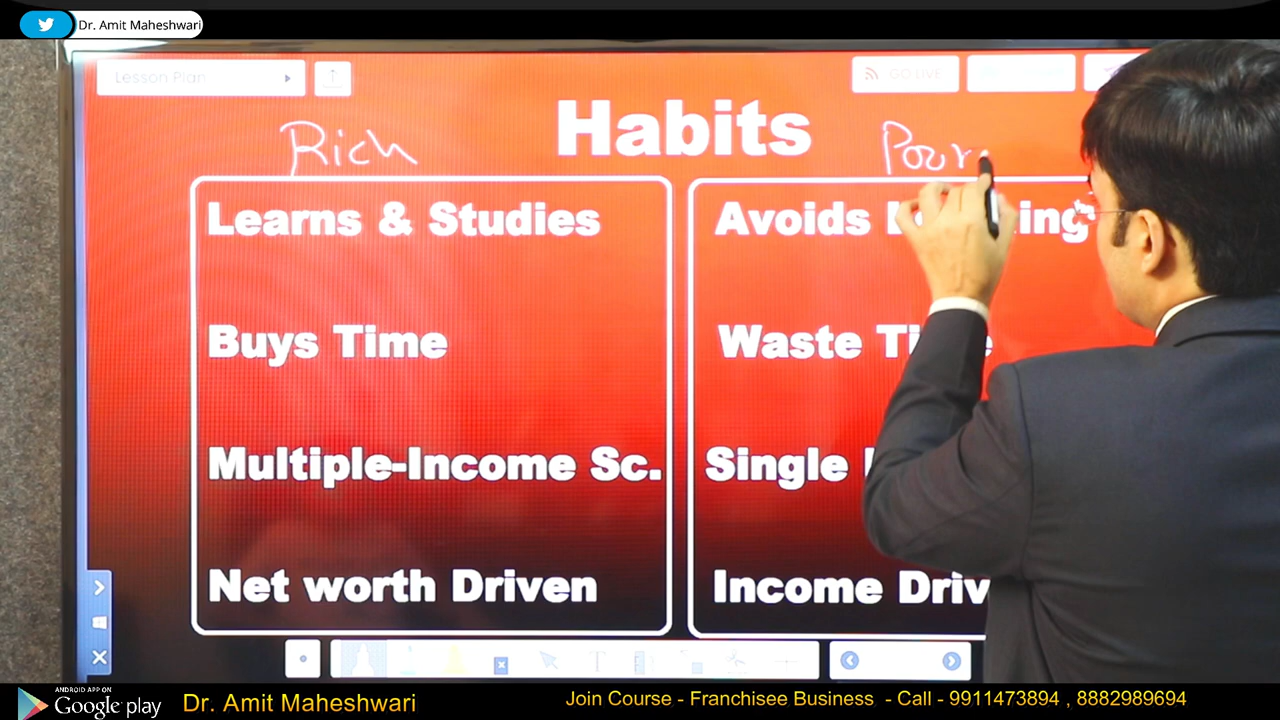 Dr. Amit Maheshwari
Lesson Plan
GO LIVE
Habits
Rich
Poor
Learns & Studies
Avoids
Buys Time
Waste
Multiple-Income Sc.
Single
Net worth Driven
Income
ANDROID APP ON
Google play
Dr. Amit Maheshwari
Join Course - Franchisee Business - Call - 9911473894 , 8882989694